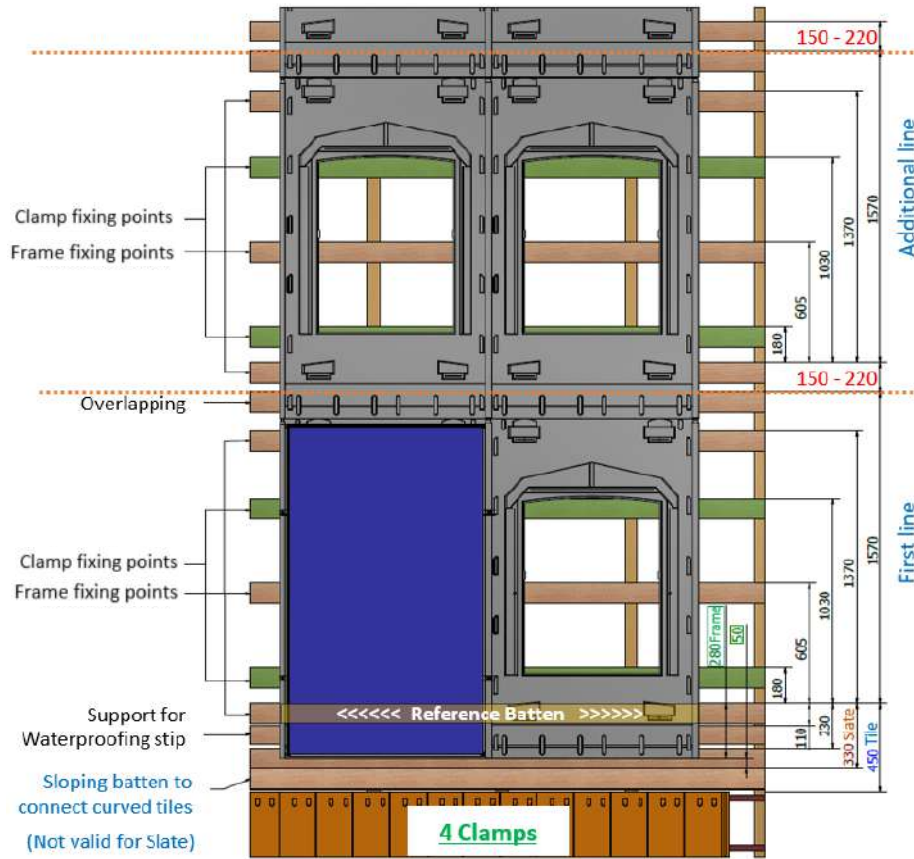 150 - 220
Additional line
1570
1370
1030
605
180
Clamp fixing points
Frame fixing points
150 - 220
Overlapping
First line
1570
1370
1030
605
280Frame
50
180
Clamp fixing points
Frame fixing points
Support for
Waterproofing stip
<<<<<< Reference Batten >>>>>>
110
230
330 Sate
450 Tile
Sloping batten to
connect curved tiles
(Not valid for Slate)
4 Clamps